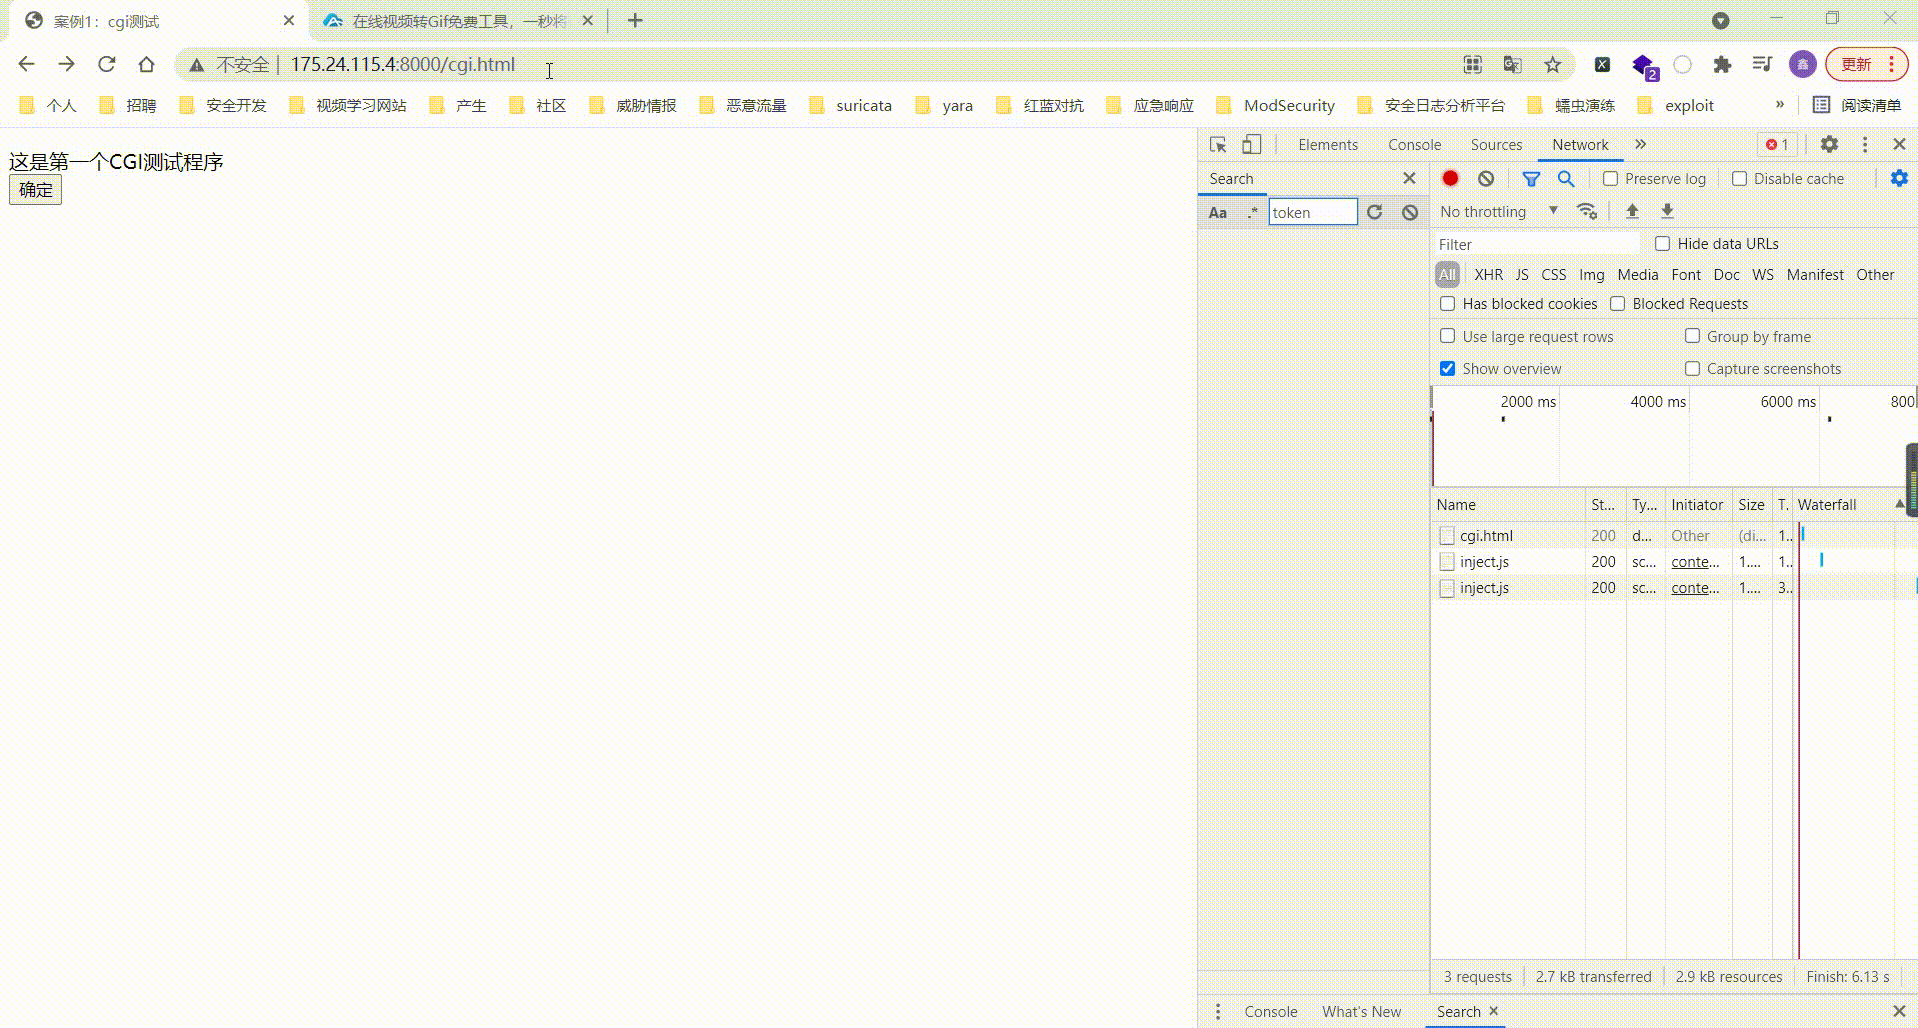 案例1：cgi测试
在线视频转Gif免费工具，一秒将
不安全 175.24.115.4:8000/cgi.html
2
鑫
更新
个人 招聘 安全开发 视频学习网站 产生 社区 威胁情报 恶意流量 suricata yara 红蓝对抗 应急响应 ModSecurity 安全日志分析平台 蠕虫演练 exploit » 阅读清单
这是第一个CGI测试程序
确定
Elements Console Sources Network » 1
Search
Aa .* token
Preserve log Disable cache
No throttling
Filter Hide data URLs
All XHR JS CSS Img Media Font Doc WS Manifest Other
Has blocked cookies Blocked Requests
Use large request rows Group by frame
Show overview Capture screenshots
2000 ms 4000 ms 6000 ms 800
Name St... Ty... Initiator Size T. Waterfall
cgi.html 200 d... Other (di... 1..
inject.js 200 sc... conte... 1.... 1..
inject.js 200 sc... conte... 1.... 3..
3 requests 2.7 kB transferred 2.9 kB resources Finish: 6.13 s
Console What's New Search